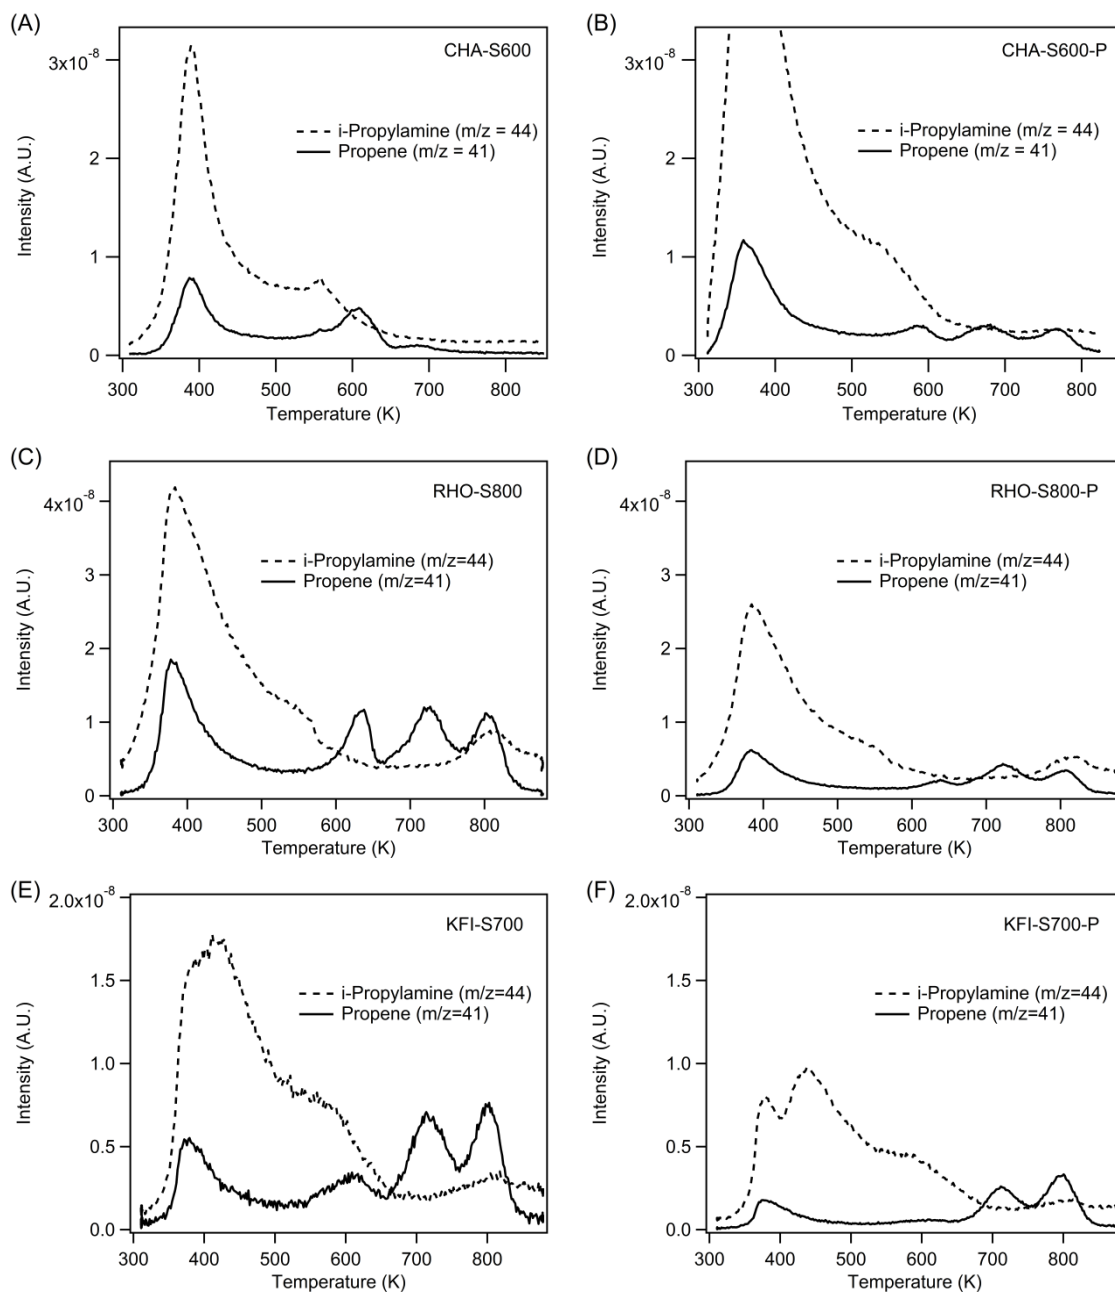 (A)
CHA-S600
3x10⁻⁸
2
1
0
Intensity (A.U.)
i-Propylamine (m/z = 44)
Propene (m/z = 41)
300 400 500 600 700 800
Temperature (K)
(B)
CHA-S600-P
3x10⁻⁸
2
1
0
Intensity (A.U.)
i-Propylamine (m/z = 44)
Propene (m/z = 41)
300 400 500 600 700 800
Temperature (K)
(C)
RHO-S800
4x10⁻⁸
3
2
1
0
Intensity (A.U.)
i-Propylamine (m/z=44)
Propene (m/z=41)
300 400 500 600 700 800
Temperature (K)
(D)
RHO-S800-P
4x10⁻⁸
3
2
1
0
Intensity (A.U.)
i-Propylamine (m/z=44)
Propene (m/z=41)
300 400 500 600 700 800
Temperature (K)
(E)
KFI-S700
2.0x10⁻⁸
1.5
1.0
0.5
0.0
Intensity (A.U.)
i-Propylamine (m/z=44)
Propene (m/z=41)
300 400 500 600 700 800
Temperature (K)
(F)
KFI-S700-P
2.0x10⁻⁸
1.5
1.0
0.5
0.0
Intensity (A.U.)
i-Propylamine (m/z=44)
Propene (m/z=41)
300 400 500 600 700 800
Temperature (K)